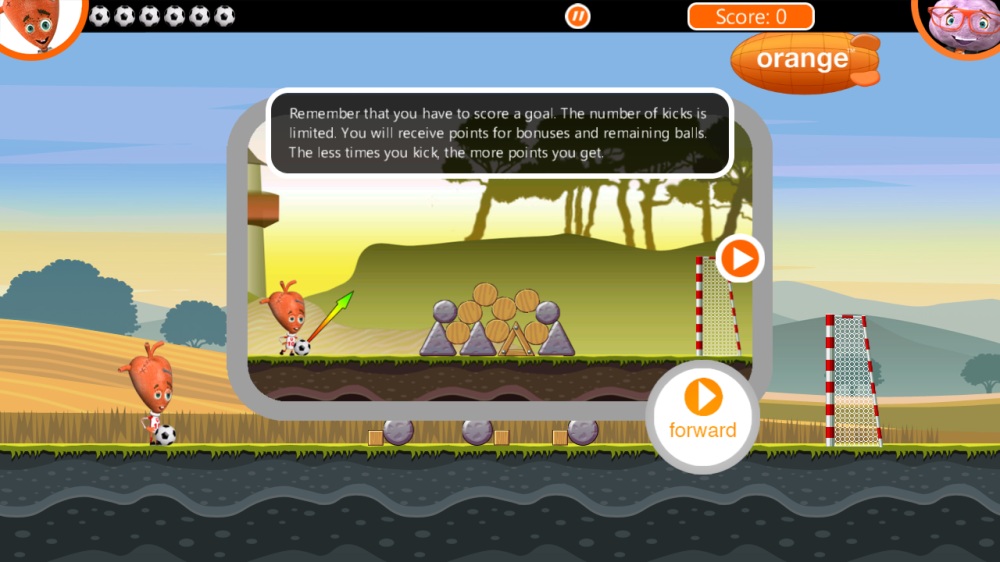 Score: 0
orange™
Remember that you have to score a goal. The number of kicks is
limited. You will receive points for bonuses and remaining balls.
The less times you kick, the more points you get.
forward